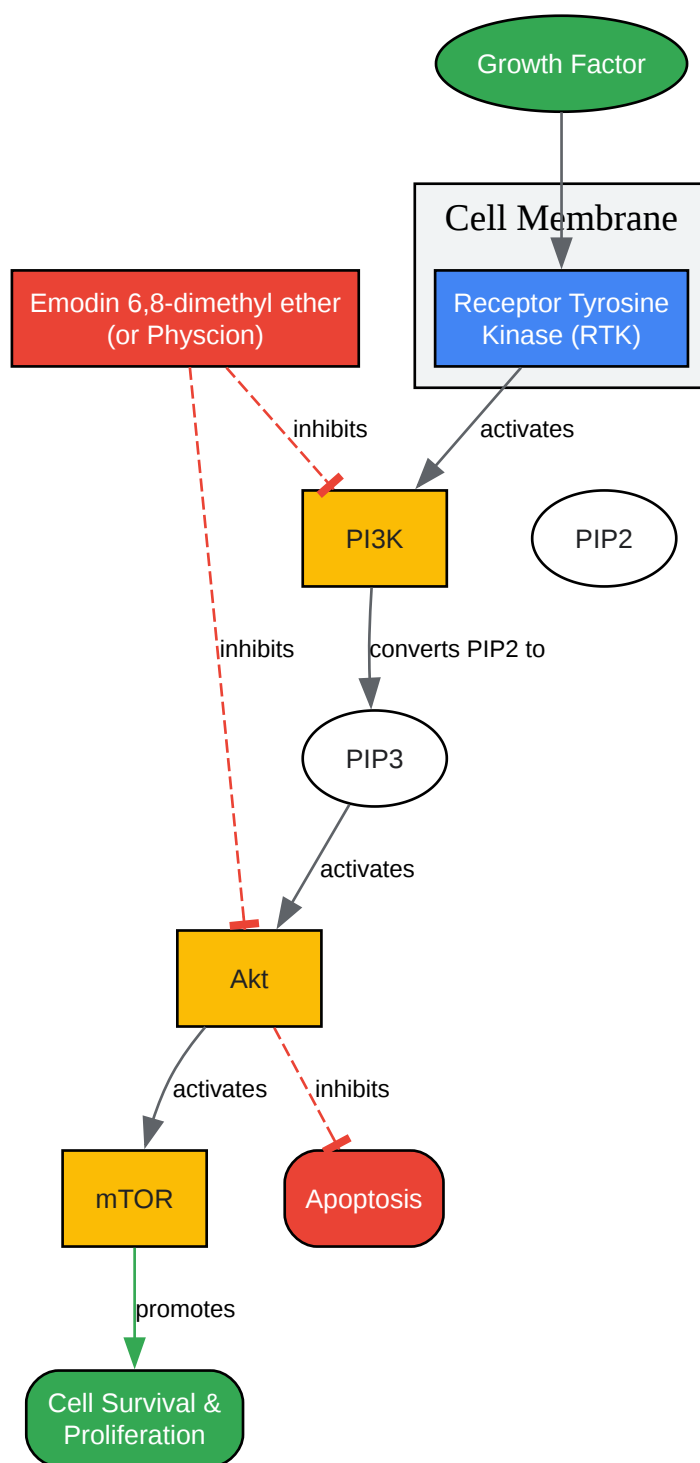 Growth Factor
Cell Membrane
Emodin 6,8-dimethyl ether
(or Physcion)
Receptor Tyrosine
Kinase (RTK)
inhibits
activates
PI3K
PIP2
inhibits
converts PIP2 to
PIP3
activates
Akt
activates
inhibits
mTOR
Apoptosis
promotes
Cell Survival &
Proliferation